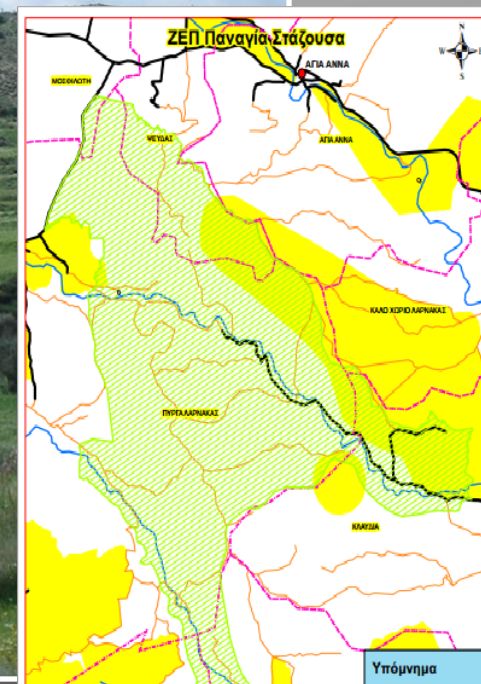 ΖΕΠ Παναγία Στάζουσα
N
W
E
S
ΑΓΙΑ ΑΝΝΑ
ΜΟΣΦΙΛΩΤΗ
ΨΕΥΔΑΣ
ΑΓΙΑ ΑΝΝΑ
ΚΑΛΟ ΧΩΡΙΟ ΛΑΡΝΑΚΑΣ
ΠΥΡΓΑ ΛΑΡΝΑΚΑΣ
ΚΛΑΥΔΙΑ
Υπόμνημα